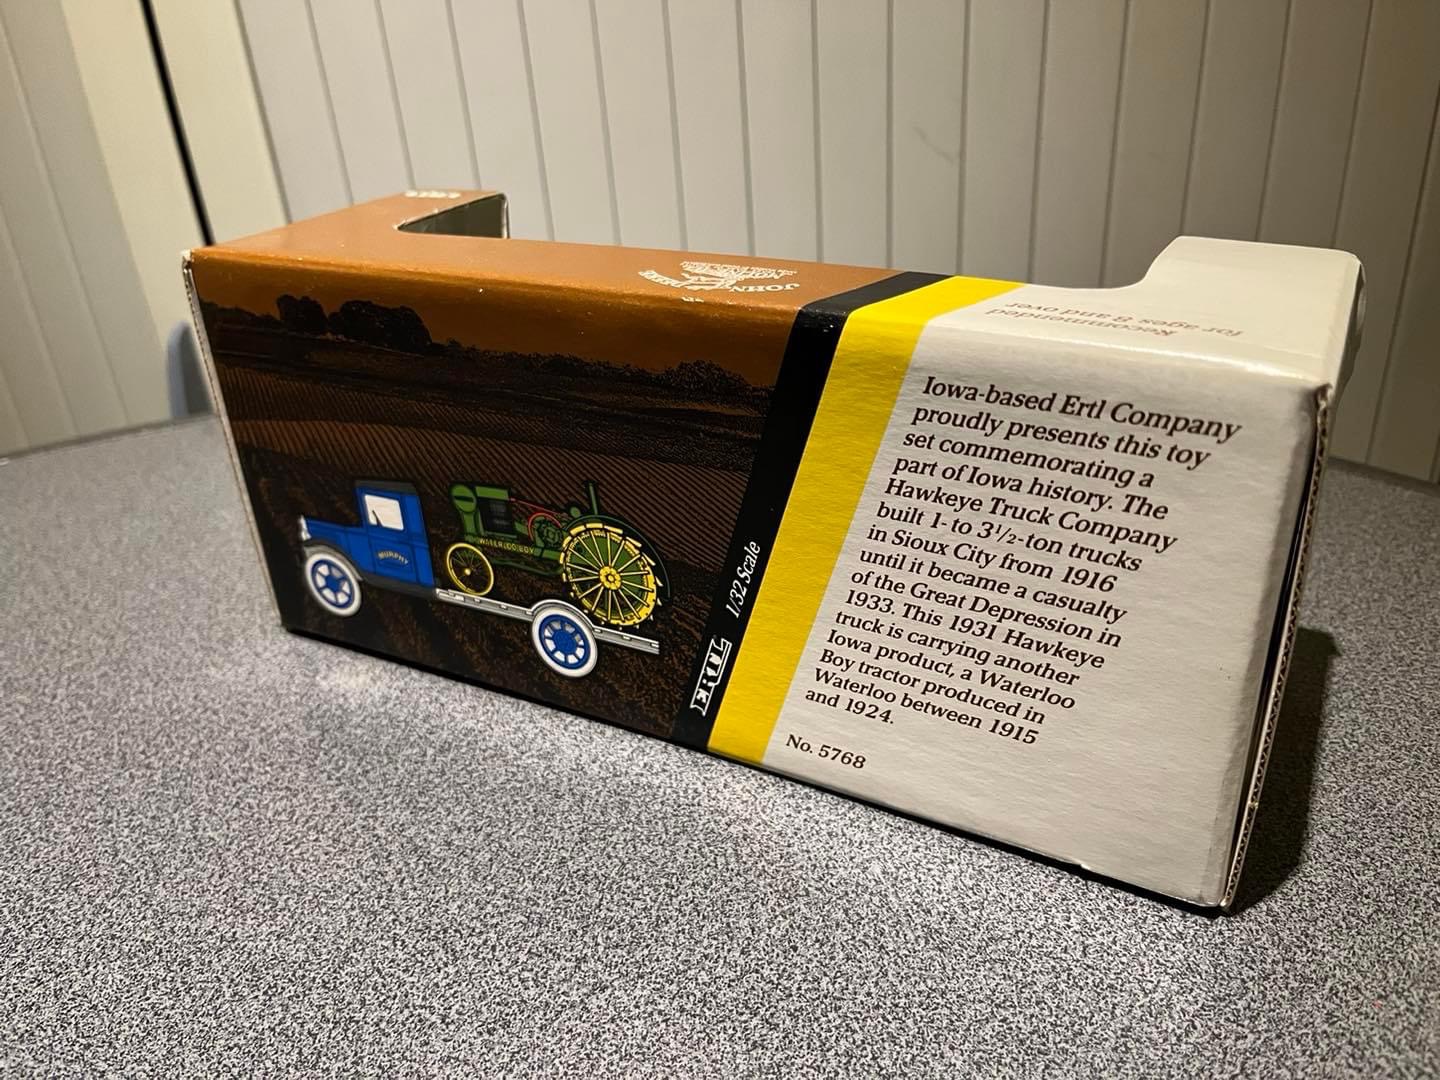 JOHN DEERE
MOLINE, ILL.
Recommended
for ages 8 and over
Iowa-based Ertl Company
proudly presents this toy
set commemorating a
part of Iowa history. The
Hawkeye Truck Company
built 1- to 3½-ton trucks
in Sioux City from 1916
until it became a casualty
of the Great Depression in
1933. This 1931 Hawkeye
truck is carrying another
Iowa product, a Waterloo
Boy tractor produced in
Waterloo between 1915
and 1924.
No. 5768
MURPHY
WATERLOO BOY
1/32 Scale
ERTL